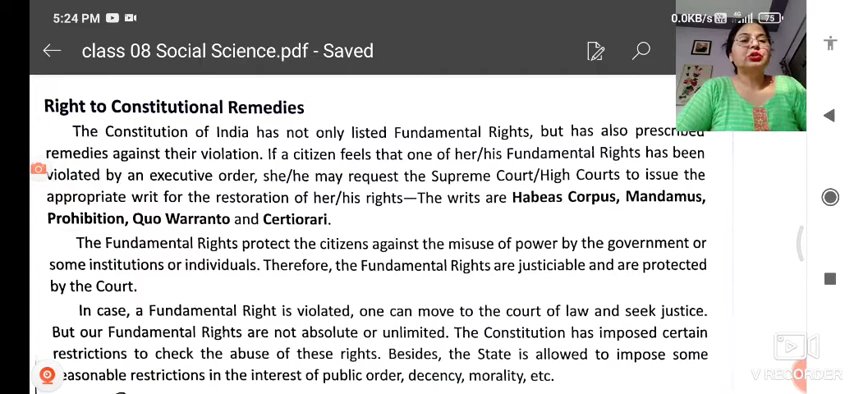 5:24 PM
0.0KB/s 4G 75
class 08 Social Science.pdf - Saved
Right to Constitutional Remedies
The Constitution of India has not only listed Fundamental Rights, but has also prescribed
remedies against their violation. If a citizen feels that one of her/his Fundamental Rights has been
violated by an executive order, she/he may request the Supreme Court/High Courts to issue the
appropriate writ for the restoration of her/his rights— The writs are Habeas Corpus, Mandamus,
Prohibition, Quo Warranto and Certiorari.
The Fundamental Rights protect the citizens against the misuse of power by the government or
some institutions or individuals. Therefore, the Fundamental Rights are justiciable and are protected
by the Court.
In case, a Fundamental Right is violated, one can move to the court of law and seek justice.
But our Fundamental Rights are not absolute or unlimited. The Constitution has imposed certain
restrictions to check the abuse of these rights. Besides, the State is allowed to impose some
reasonable restrictions in the interest of public order, decency, morality, etc.
V RECORDER